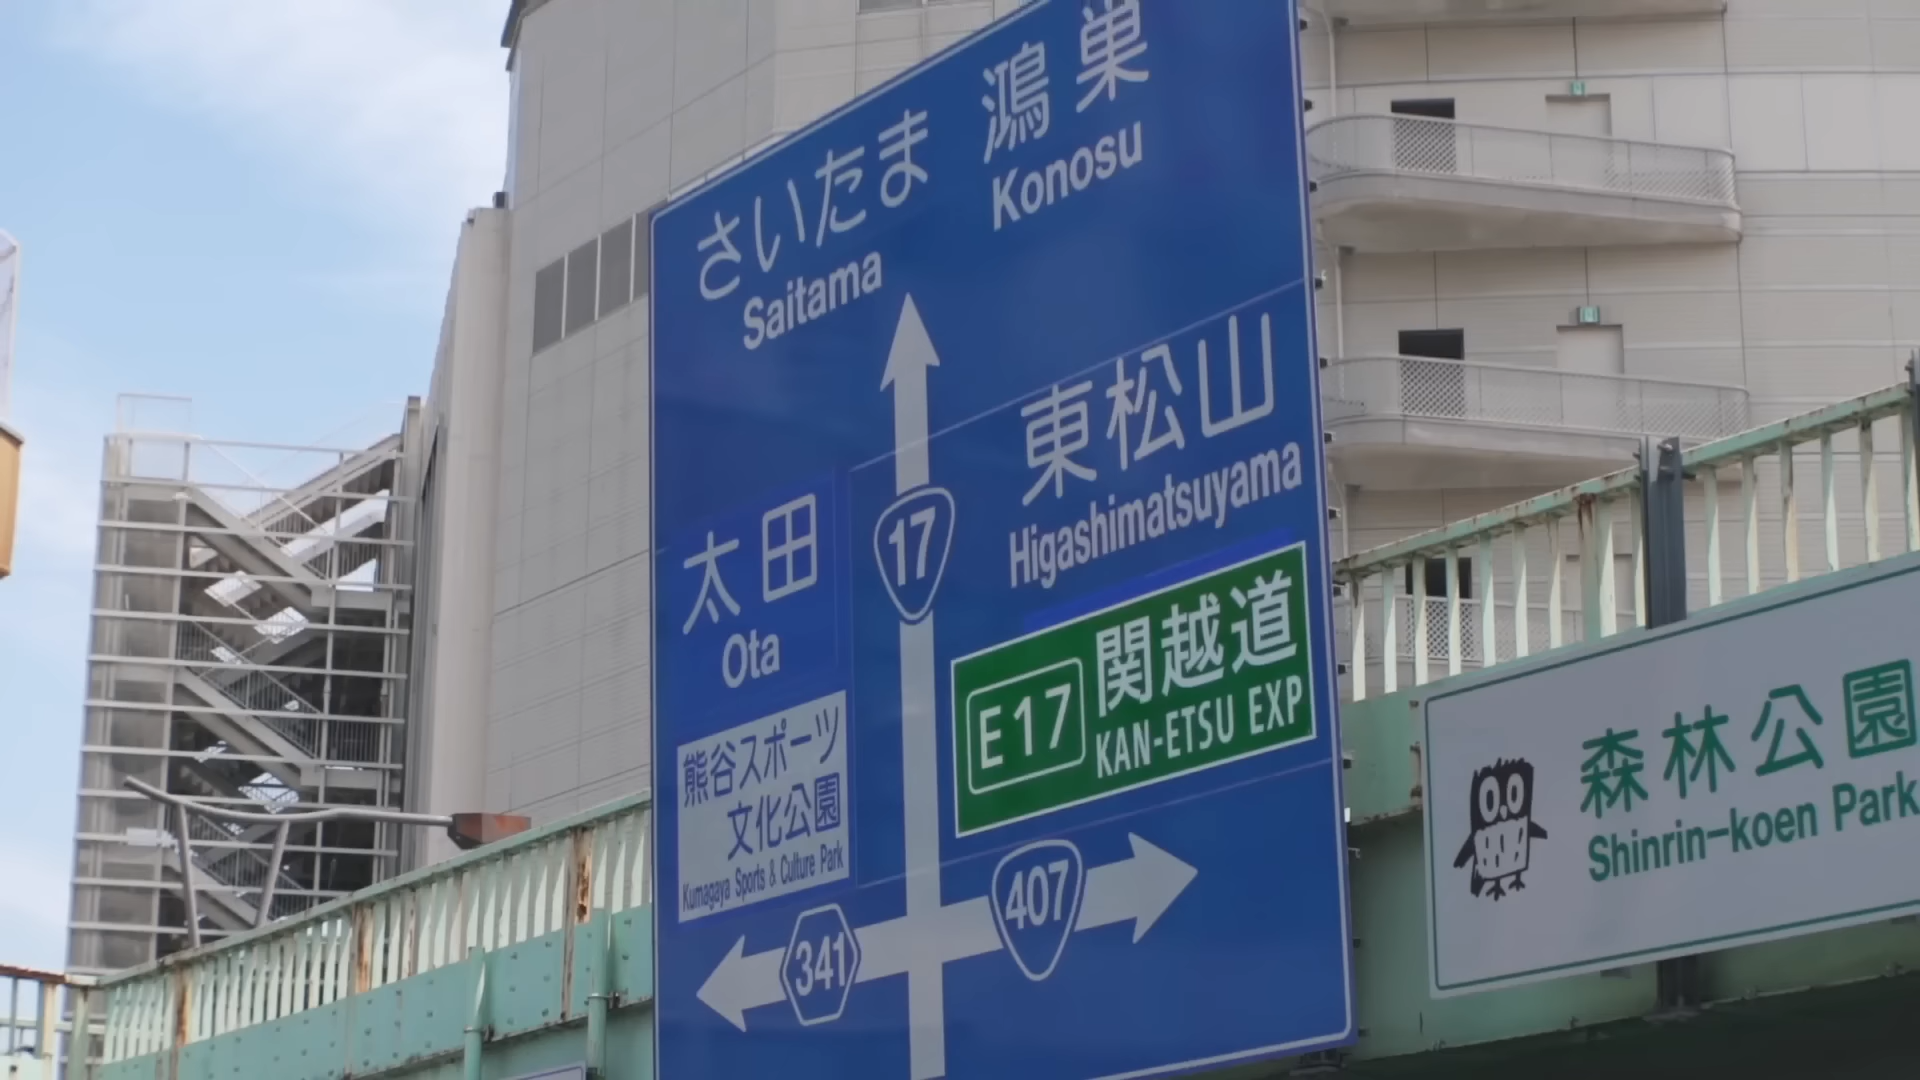 さいたま 鴻巣
Saitama Konosu
東松山
Higashimatsuyama
太田
Ota
17
E17 関越道
KAN-ETSU EXP
熊谷スポーツ
文化公園
Kumagaya Sports & Culture Park
341
407
森林公園
Shinrin-koen Park